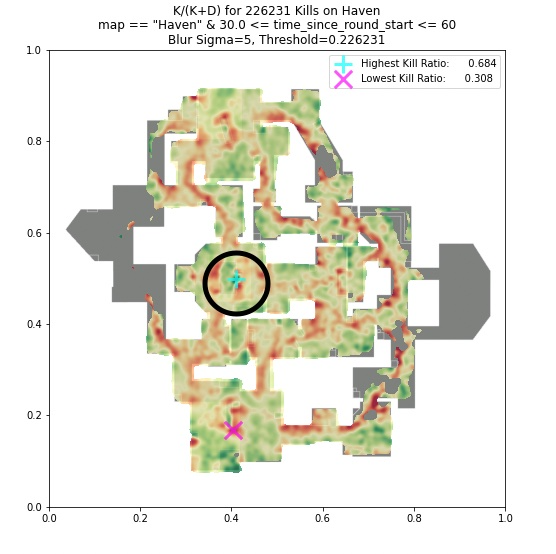 K/(K+D) for 226231 Kills on Haven
map == "Haven" & 30.0 <= time_since_round_start <= 60
Blur Sigma=5, Threshold=0.226231
1.0
Highest Kill Ratio: 0.684
Lowest Kill Ratio: 0.308
0.8
0.6
0.4
0.2
0.0
0.0 0.2 0.4 0.6 0.8 1.0